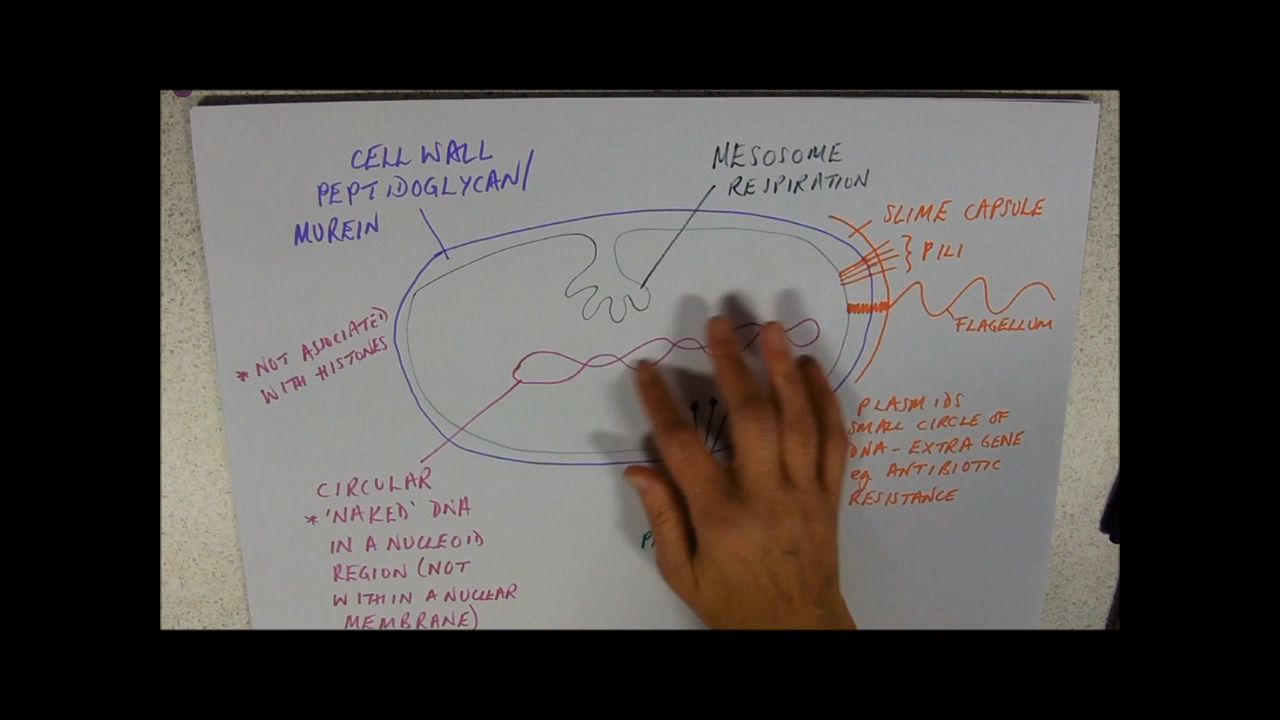 CELL WALL
PEPTIDOGLYCAN/
MUREIN
MESOSOME
RESPIRATION
SLIME CAPSULE
PILI
FLAGELLUM
* NOT ASSOCIATED
WITH HISTONES
PLASMIDS
SMALL CIRCLE OF
DNA - EXTRA GENE
eg. ANTIBIOTIC
RESISTANCE
CIRCULAR
* 'NAKED' DNA
IN A NUCLEOID
REGION (NOT
WITHIN A NUCLEAR
MEMBRANE)